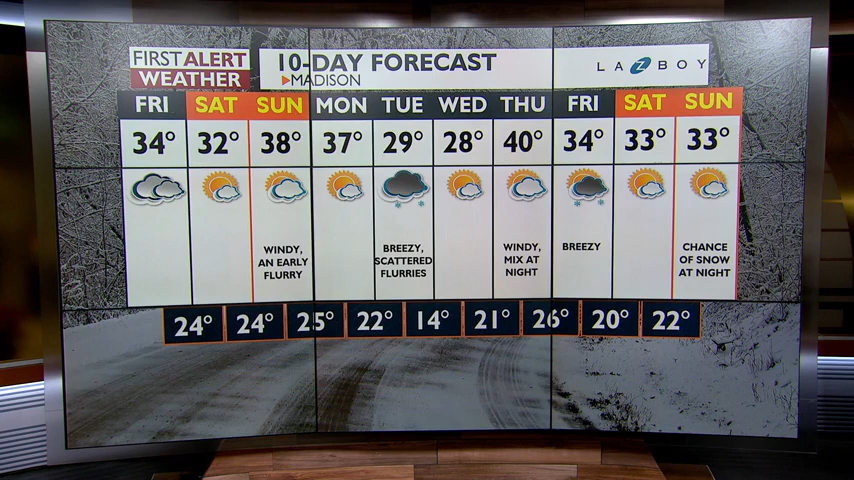 FIRST ALERT
WEATHER
10-DAY FORECAST
MADISON
LA Z BOY
FRI SAT SUN MON TUE WED THU FRI SAT SUN
34° 32° 38° 37° 29° 28° 40° 34° 33° 33°
WINDY,
AN EARLY
FLURRY
BREEZY,
SCATTERED
FLURRIES
WINDY,
MIX AT
NIGHT
BREEZY
CHANCE
OF SNOW
AT NIGHT
24° 24° 25° 22° 14° 21° 26° 20° 22°